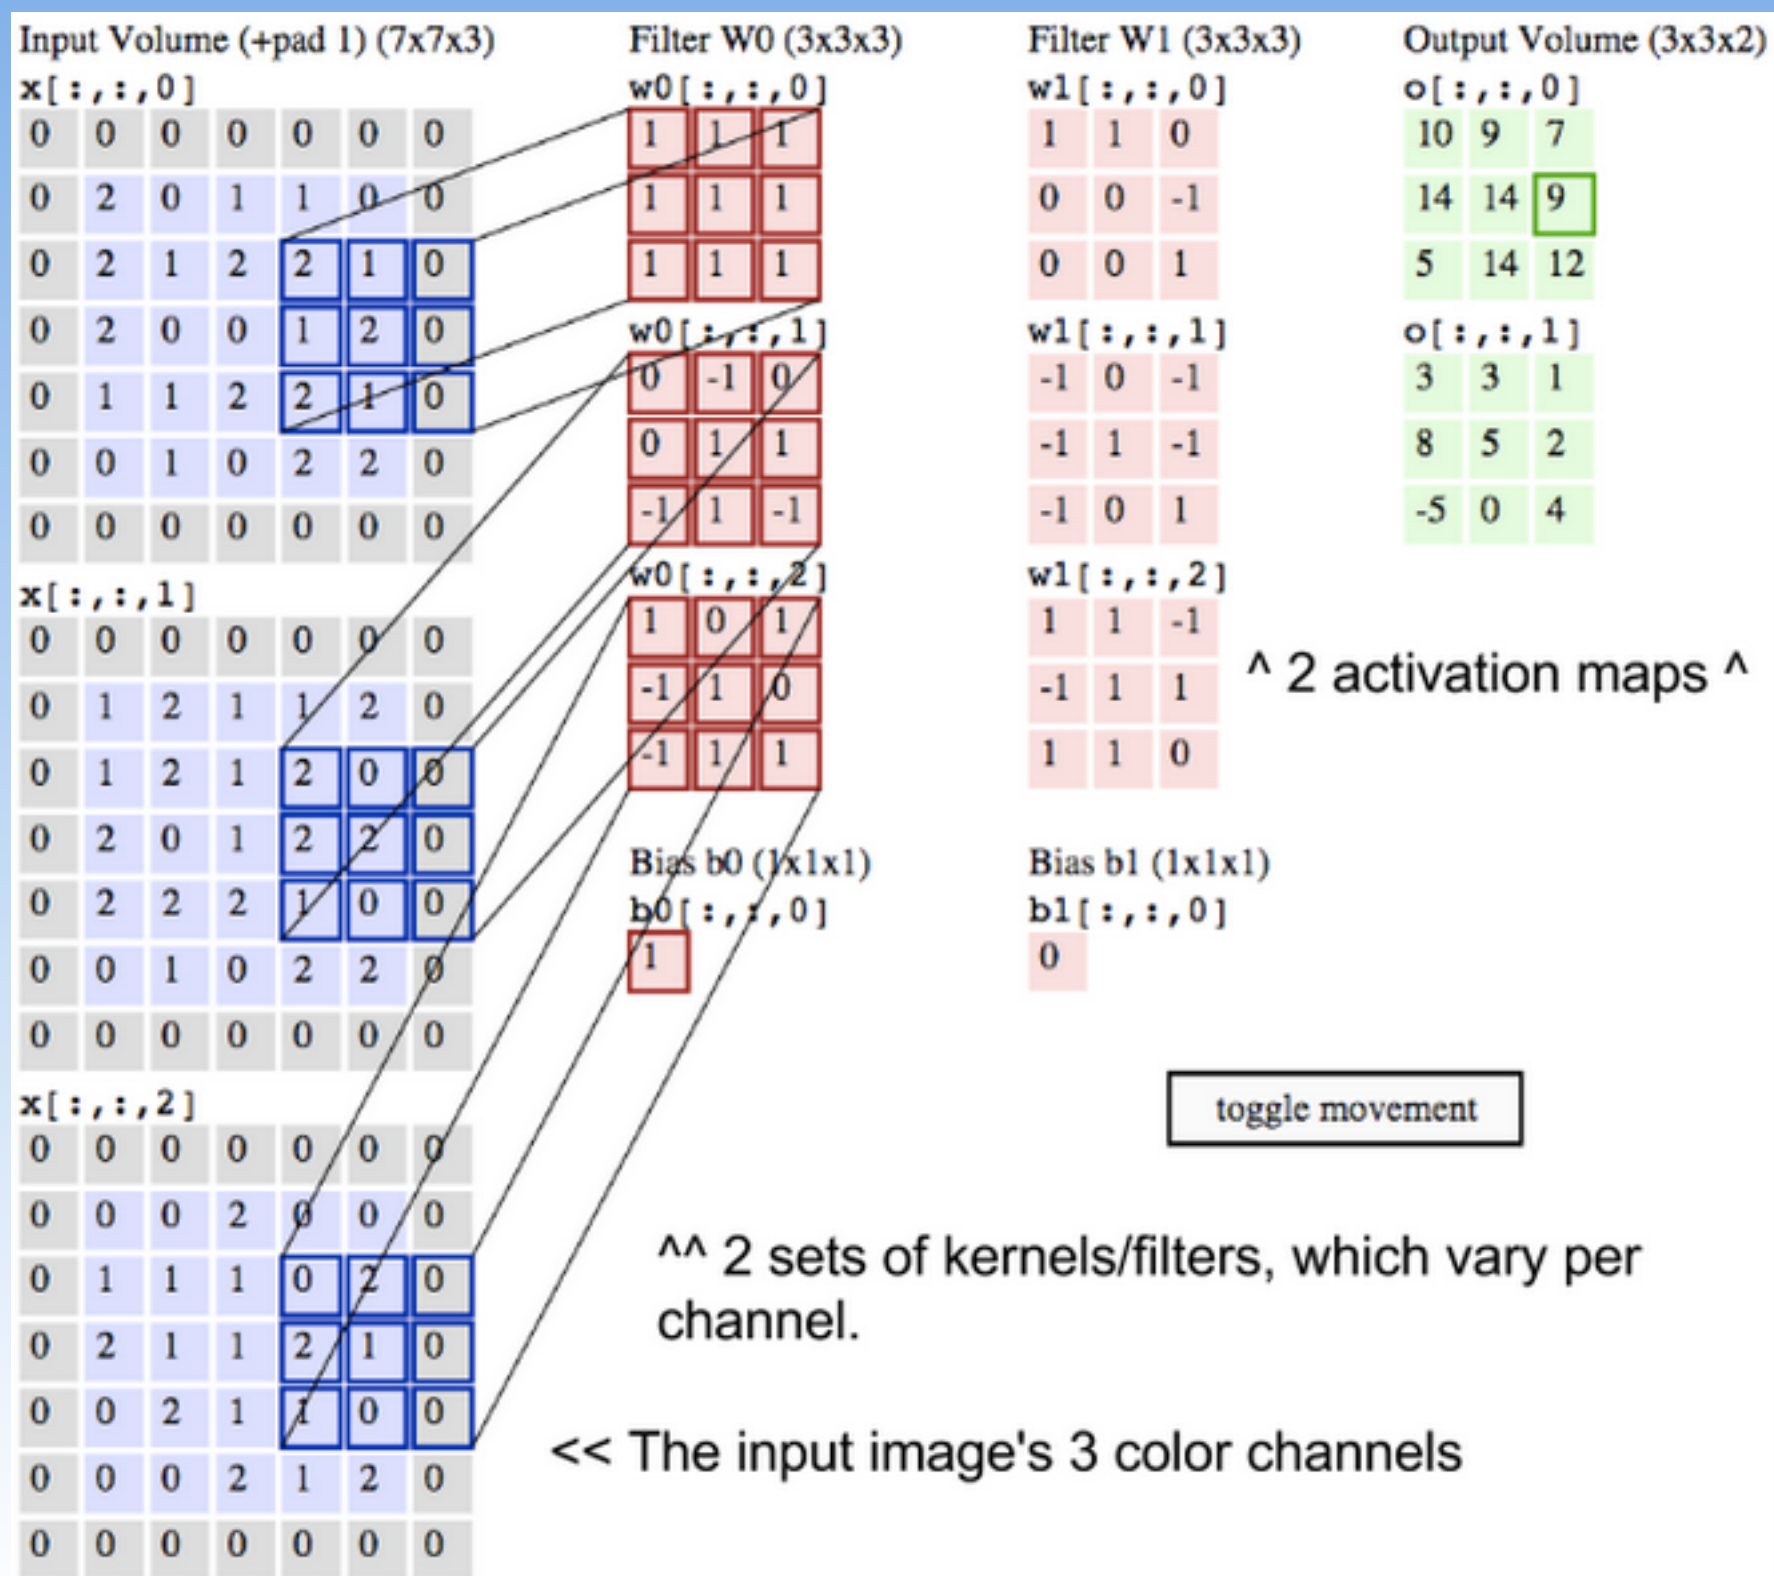 Input Volume (+pad 1) (7x7x3)
x[:,:,0]
0 0 0 0 0 0 0
0 2 0 1 1 0 0
0 2 1 2 2 1 0
0 2 0 0 1 2 0
0 1 1 2 2 1 0
0 0 1 0 2 2 0
0 0 0 0 0 0 0
x[:,:,1]
0 0 0 0 0 0 0
0 1 2 1 1 2 0
0 1 2 1 2 0 0
0 2 0 1 2 2 0
0 2 2 2 1 0 0
0 0 1 0 2 2 0
0 0 0 0 0 0 0
x[:,:,2]
0 0 0 0 0 0 0
0 0 0 2 0 0 0
0 1 1 1 0 2 0
0 2 1 1 2 1 0
0 0 2 1 1 0 0
0 0 0 2 1 2 0
0 0 0 0 0 0 0
Filter W0 (3x3x3)
w0[:,:,0]
1 1 1
1 1 1
1 1 1
w0[:,:,1]
0 -1 0
0 1 1
-1 1 -1
w0[:,:,2]
1 0 1
-1 1 0
-1 1 1
Bias b0 (1x1x1)
b0[:,:,0]
1
Filter W1 (3x3x3)
w1[:,:,0]
1 1 0
0 0 -1
0 0 1
w1[:,:,1]
-1 0 -1
-1 1 -1
-1 0 1
w1[:,:,2]
1 1 -1
-1 1 1
1 1 0
Bias b1 (1x1x1)
b1[:,:,0]
0
Output Volume (3x3x2)
o[:,:,0]
10 9 7
14 14 9
5 14 12
o[:,:,1]
3 3 1
8 5 2
-5 0 4
^ 2 activation maps ^
toggle movement
^^ 2 sets of kernels/filters, which vary per
channel.
<< The input image's 3 color channels